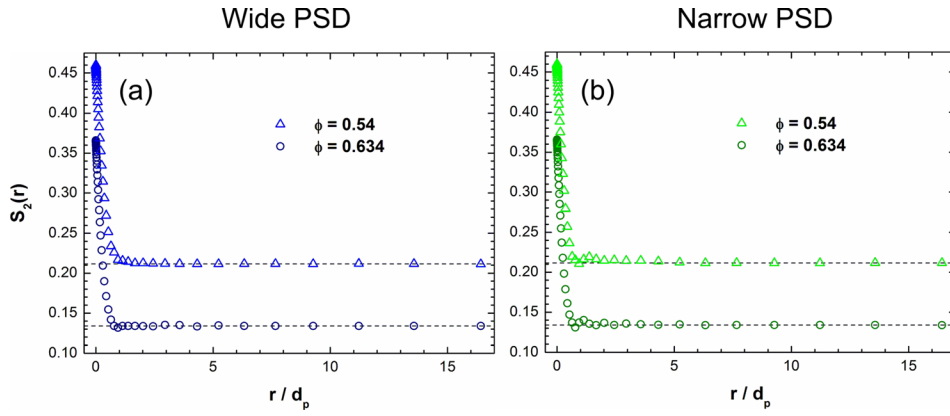 Wide PSD
Narrow PSD
(a)
(b)
ϕ = 0.54
ϕ = 0.634
ϕ = 0.54
ϕ = 0.634
S₂(r)
0.45
0.40
0.35
0.30
0.25
0.20
0.15
0.10
0.45
0.40
0.35
0.30
0.25
0.20
0.15
0.10
0 5 10 15
0 5 10 15
r / dₚ
r / dₚ